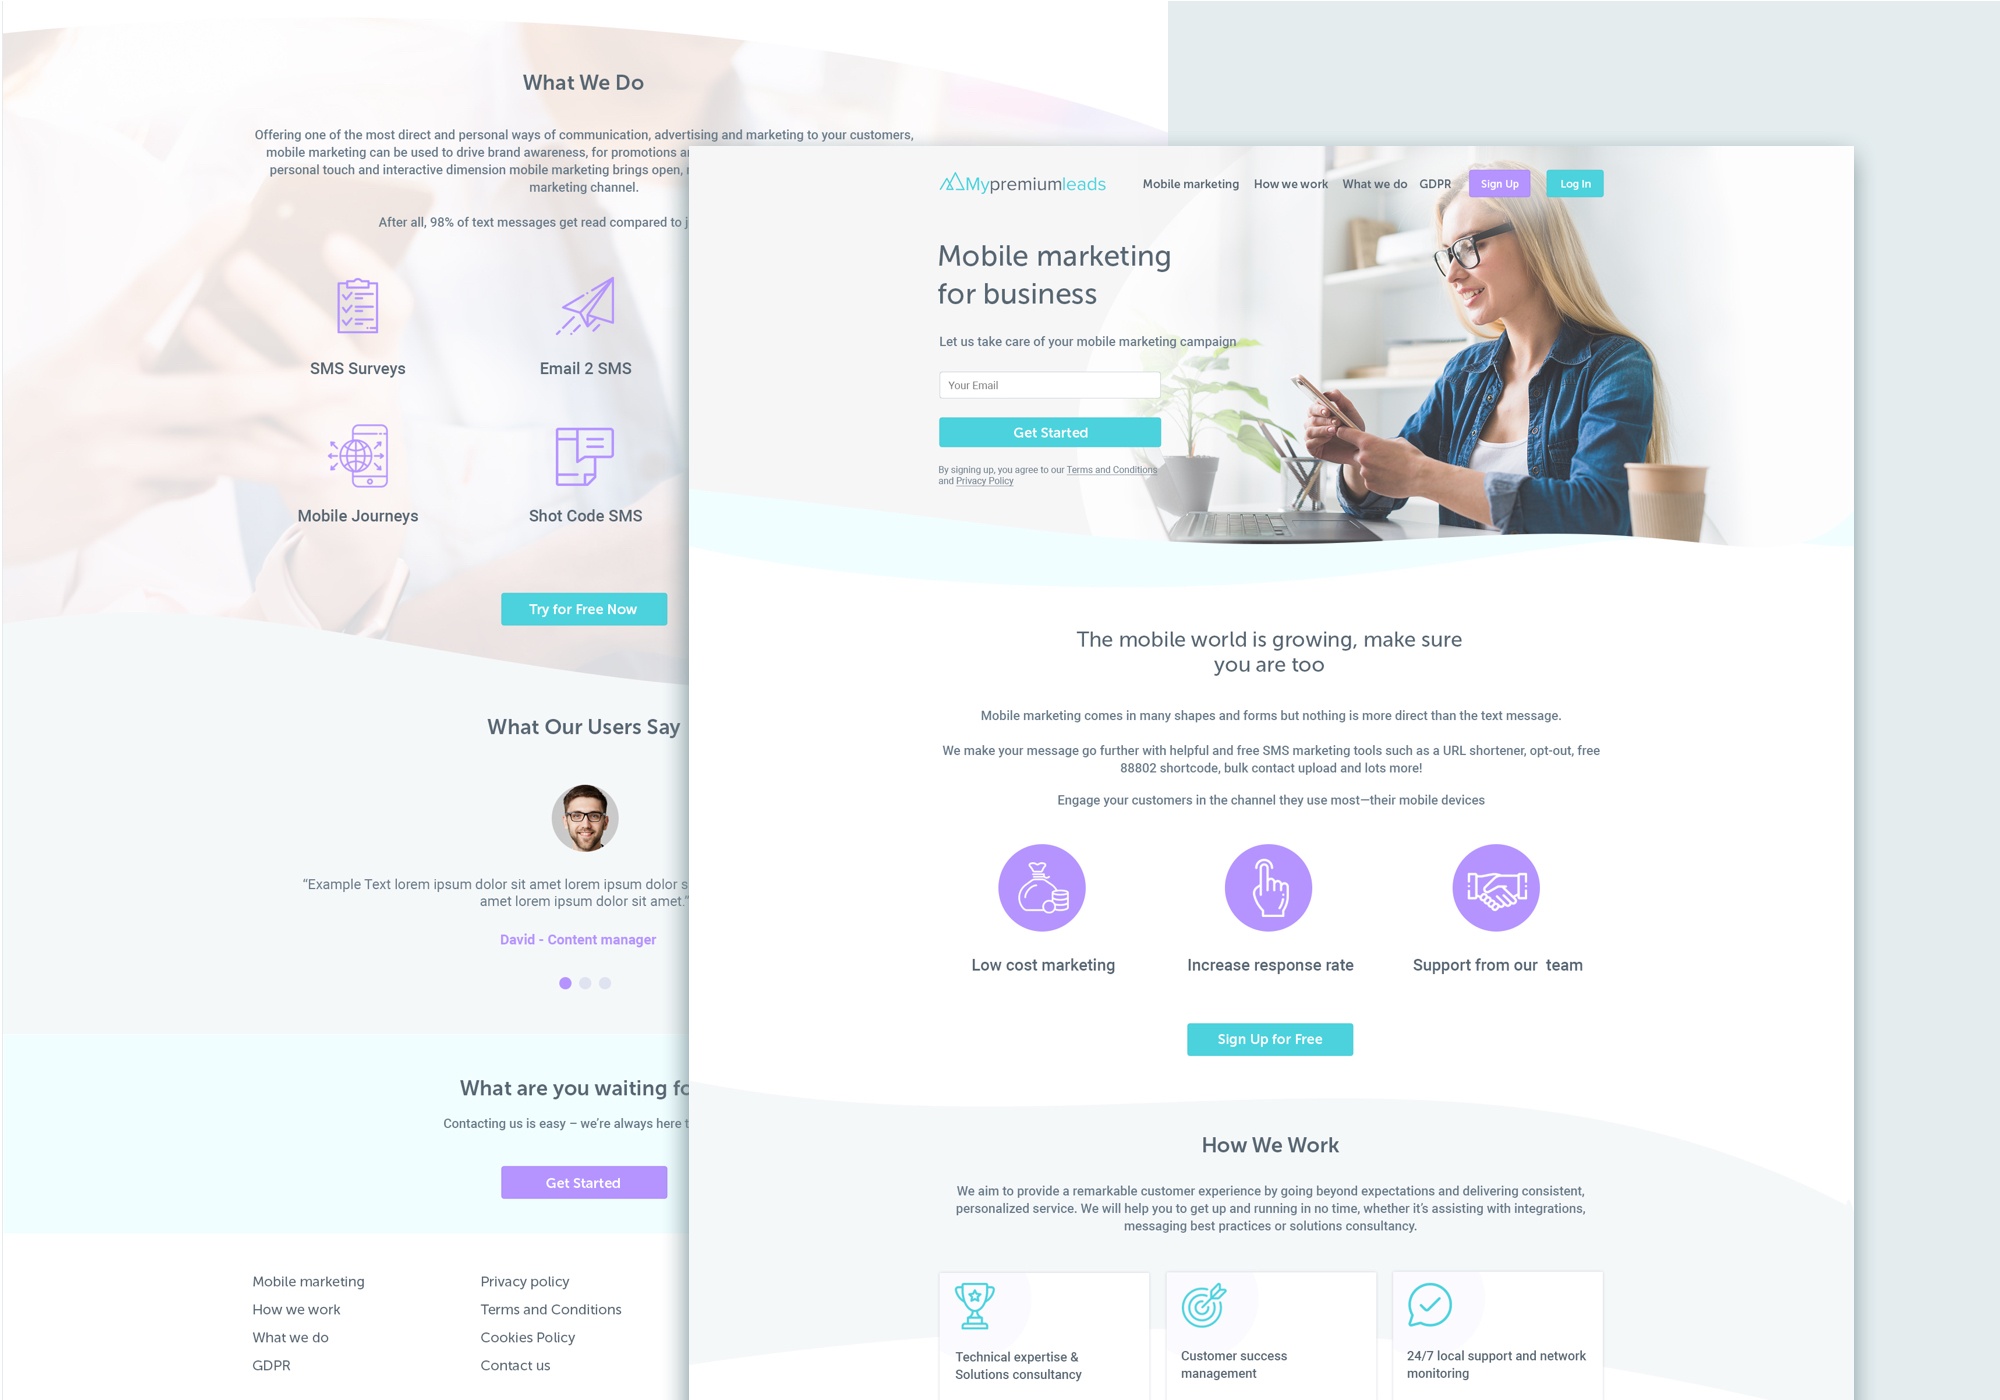 What We Do
Offering one of the most direct and personal ways of communication, advertising and marketing to your customers,
mobile marketing can be used to drive brand awareness, for promotions
personal touch and interactive dimension mobile marketing brings open,
marketing channel.
After all, 98% of text messages get read compared to
SMS Surveys
Email 2 SMS
Mobile Journeys
Shot Code SMS
Try for Free Now
What Our Users Say
“Example Text lorem ipsum dolor sit amet lorem ipsum dolor
amet lorem ipsum dolor sit amet.”
David - Content manager
What are you waiting
Contacting us is easy – we’re always here
Get Started
Mobile marketing
How we work
What we do
GDPR
Privacy policy
Terms and Conditions
Cookies Policy
Contact us
Mypremiumleads
Mobile marketing
How we work
What we do
GDPR
Sign Up
Log In
Mobile marketing
for business
Let us take care of your mobile marketing campaign
Your Email
Get Started
By signing up, you agree to our Terms and Conditions
and Privacy Policy
The mobile world is growing, make sure
you are too
Mobile marketing comes in many shapes and forms but nothing is more direct than the text message.
We make your message go further with helpful and free SMS marketing tools such as a URL shortener, opt-out, free
88802 shortcode, bulk contact upload and lots more!
Engage your customers in the channel they use most—their mobile devices
Low cost marketing
Increase response rate
Support from our team
Sign Up for Free
How We Work
We aim to provide a remarkable customer experience by going beyond expectations and delivering consistent,
personalized service. We will help you to get up and running in no time, whether it’s assisting with integrations,
messaging best practices or solutions consultancy.
Technical expertise &
Solutions consultancy
Customer success
management
24/7 local support and network
monitoring